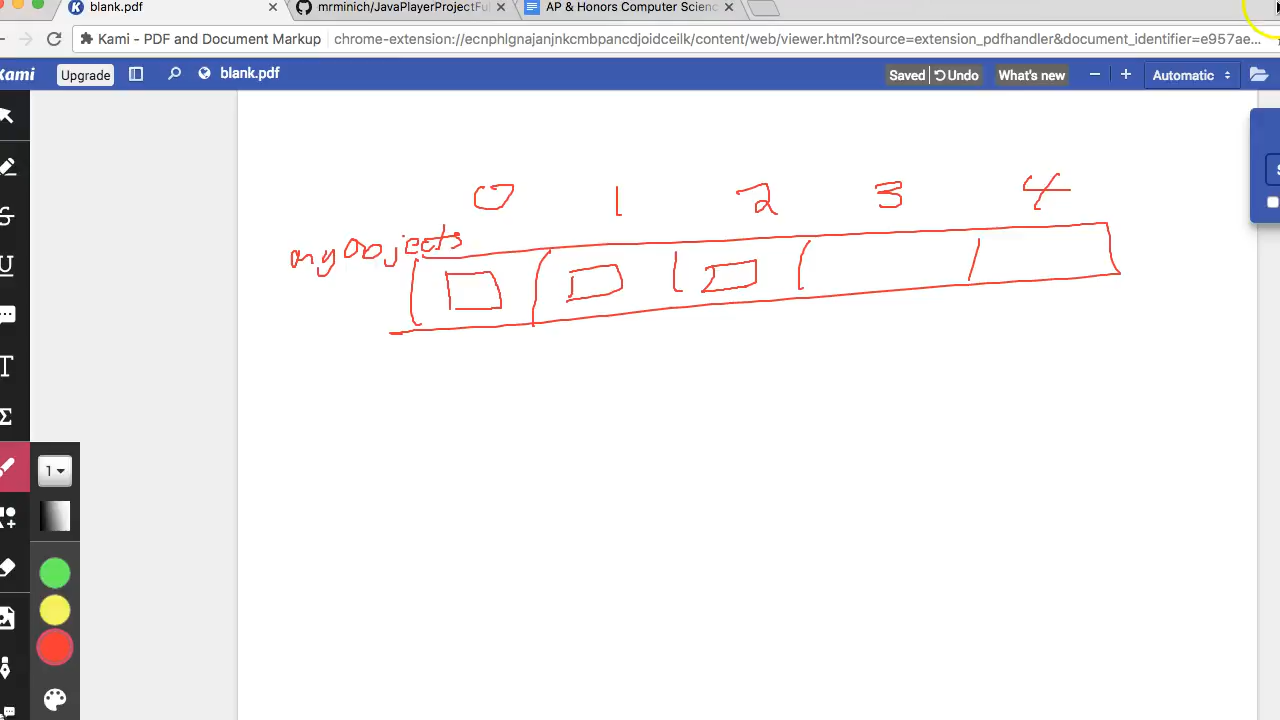 blank.pdf
mrminich/JavaPlayerProjectFul
AP & Honors Computer Scienc
Kami - PDF and Document Markup
chrome-extension://ecnphlgnajanjnkcmbpancdjoidceilk/content/web/viewer.html?source=extension_pdfhandler&document_identifier=e957ae...
Kami
Upgrade
blank.pdf
Saved
Undo
What's new
Automatic
0 1 2 3 4
myProjects
T
1